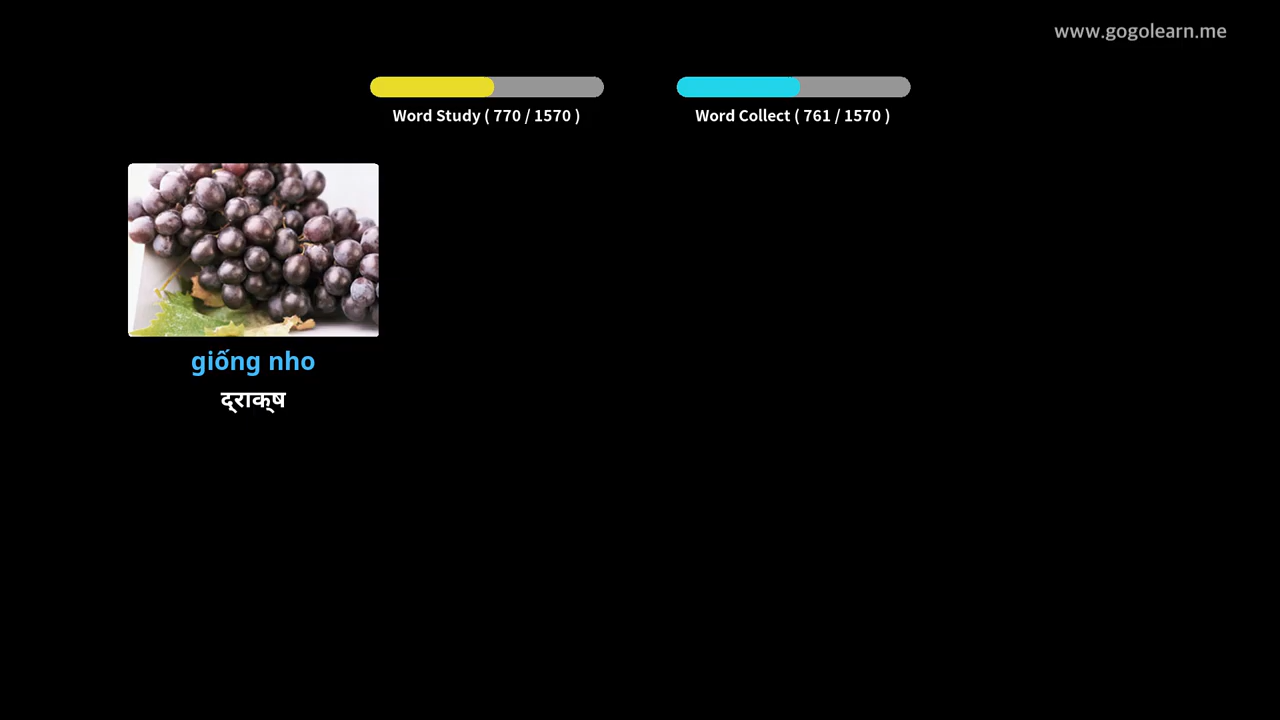 www.gogolearn.me
Word Study ( 770 / 1570 )
Word Collect ( 761 / 1570 )
giống nho
द्राक्ष